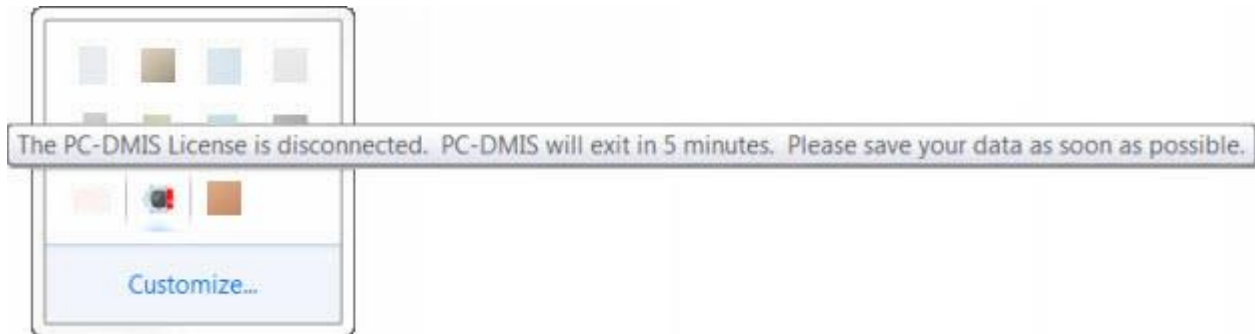 The PC-DMIS License is disconnected.  PC-DMIS will exit in 5 minutes.  Please save your data as soon as possible.
Customize...